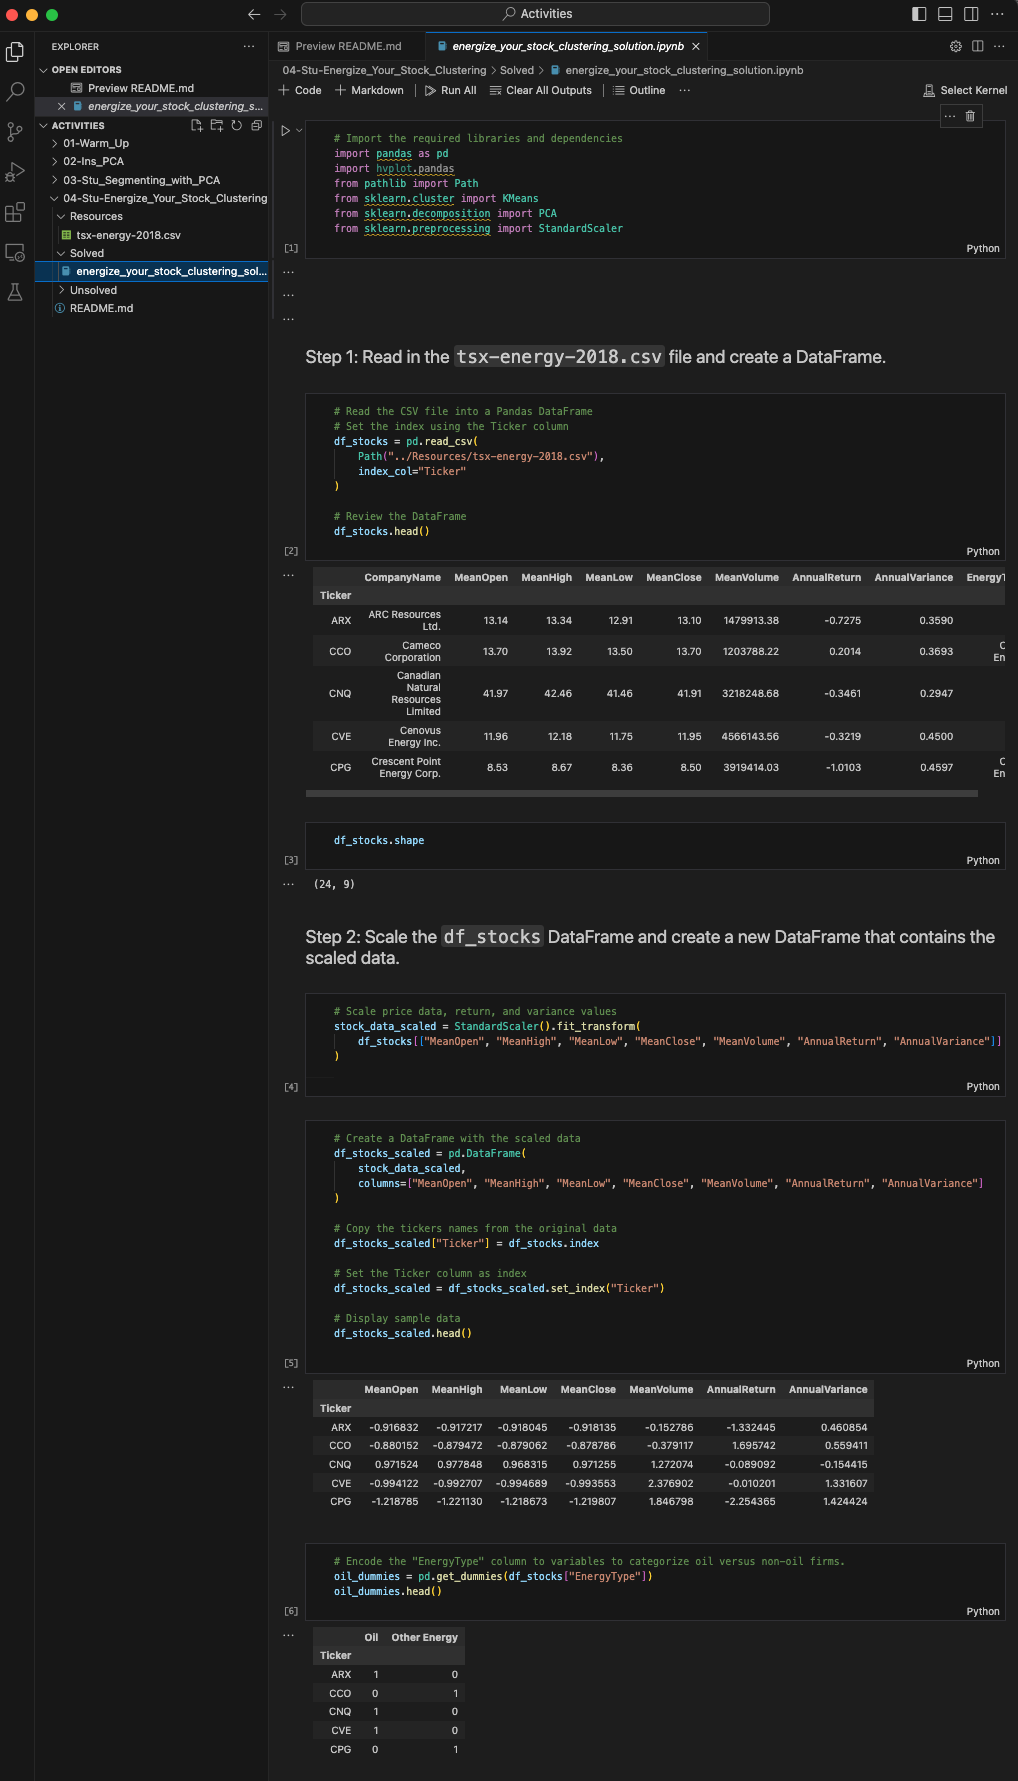 Activities
EXPLORER
Preview README.md
energize_your_stock_clustering_solution.ipynb
OPEN EDITORS
Preview README.md
energize_your_stock_clustering_s...
ACTIVITIES
01-Warm_Up
02-Ins_PCA
03-Stu_Segmenting_with_PCA
04-Stu-Energize_Your_Stock_Clustering
Resources
tsx-energy-2018.csv
Solved
energize_your_stock_clustering_sol...
Unsolved
README.md
04-Stu-Energize_Your_Stock_Clustering > Solved > energize_your_stock_clustering_solution.ipynb
+ Code + Markdown | Run All Clear All Outputs | Outline ... Select Kernel
# Import the required libraries and dependencies
import pandas as pd
import hvplot.pandas
from pathlib import Path
from sklearn.cluster import KMeans
from sklearn.decomposition import PCA
from sklearn.preprocessing import StandardScaler
[1] Python
Step 1: Read in the tsx-energy-2018.csv file and create a DataFrame.
# Read the CSV file into a Pandas DataFrame
# Set the index using the Ticker column
df_stocks = pd.read_csv(
Path("../Resources/tsx-energy-2018.csv"),
index_col="Ticker"
)
# Review the DataFrame
df_stocks.head()
[2] Python
CompanyName MeanOpen MeanHigh MeanLow MeanClose MeanVolume AnnualReturn AnnualVariance EnergyT
Ticker
ARX ARC Resources Ltd. 13.14 13.34 12.91 13.10 1479913.38 -0.7275 0.3590
CCO Cameco Corporation 13.70 13.92 13.50 13.70 1203788.22 0.2014 0.3693 C En
CNQ Canadian Natural Resources Limited 41.97 42.46 41.46 41.91 3218248.68 -0.3461 0.2947
CVE Cenovus Energy Inc. 11.96 12.18 11.75 11.95 4566143.56 -0.3219 0.4500
CPG Crescent Point Energy Corp. 8.53 8.67 8.36 8.50 3919414.03 -1.0103 0.4597 C En
df_stocks.shape
[3] Python
(24, 9)
Step 2: Scale the df_stocks DataFrame and create a new DataFrame that contains the
scaled data.
# Scale price data, return, and variance values
stock_data_scaled = StandardScaler().fit_transform(
df_stocks[["MeanOpen", "MeanHigh", "MeanLow", "MeanClose", "MeanVolume", "AnnualReturn", "AnnualVariance"]]
)
[4] Python
# Create a DataFrame with the scaled data
df_stocks_scaled = pd.DataFrame(
stock_data_scaled,
columns=["MeanOpen", "MeanHigh", "MeanLow", "MeanClose", "MeanVolume", "AnnualReturn", "AnnualVariance"]
)
# Copy the tickers names from the original data
df_stocks_scaled["Ticker"] = df_stocks.index
# Set the Ticker column as index
df_stocks_scaled = df_stocks_scaled.set_index("Ticker")
# Display sample data
df_stocks_scaled.head()
[5] Python
MeanOpen MeanHigh MeanLow MeanClose MeanVolume AnnualReturn AnnualVariance
Ticker
ARX -0.916832 -0.917217 -0.918045 -0.918135 -0.152786 -1.332445 0.460854
CCO -0.880152 -0.879472 -0.879062 -0.878786 -0.379117 1.695742 0.559411
CNQ 0.971524 0.977848 0.968315 0.971255 1.272074 -0.089092 -0.154415
CVE -0.994122 -0.992707 -0.994689 -0.993553 2.376902 -0.010201 1.331607
CPG -1.218785 -1.221130 -1.218673 -1.219807 1.846798 -2.254365 1.424424
# Encode the "EnergyType" column to variables to categorize oil versus non-oil firms.
oil_dummies = pd.get_dummies(df_stocks["EnergyType"])
oil_dummies.head()
[6] Python
Oil Other Energy
Ticker
ARX 1 0
CCO 0 1
CNQ 1 0
CVE 1 0
CPG 0 1